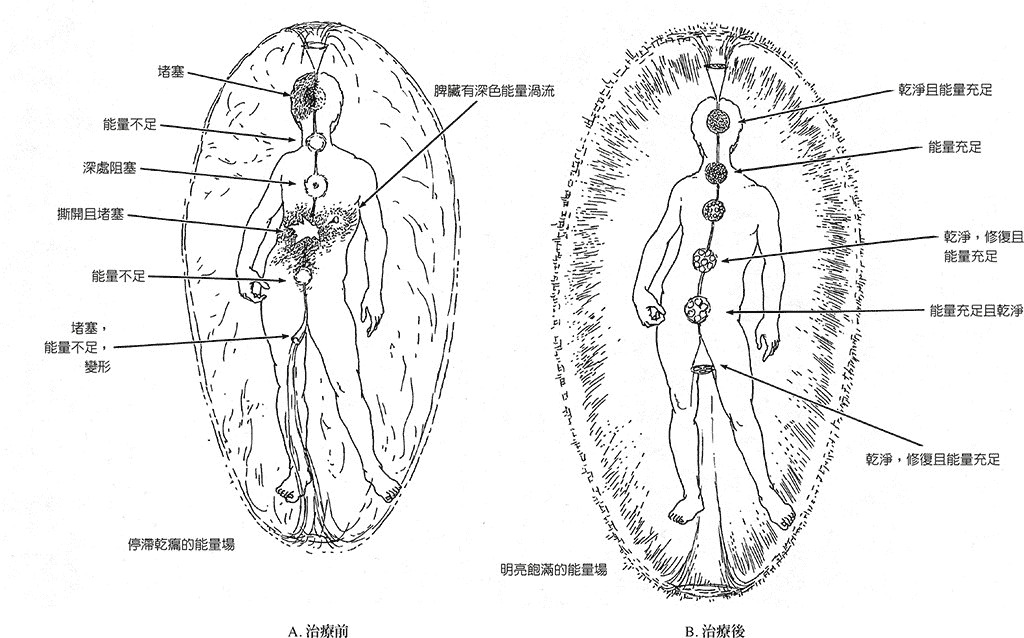 堵塞
能量不足
深處阻塞
撕開且堵塞
能量不足
堵塞，
能量不足，
變形
脾臟有深色能量渦流
停滯乾癟的能量場
A. 治療前
乾淨且能量充足
能量充足
乾淨，修復且
能量充足
能量充足且乾淨
乾淨，修復且能量充足
明亮飽滿的能量場
B. 治療後